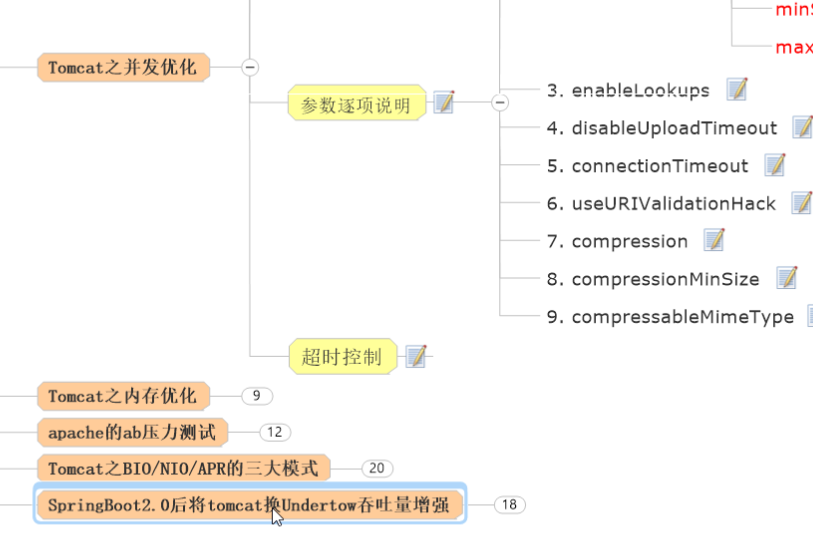 minS
max
Tomcat之并发优化
参数逐项说明
3. enableLookups
4. disableUploadTimeout
5. connectionTimeout
6. useURIValidationHack
7. compression
8. compressionMinSize
9. compressableMimeType
超时控制
Tomcat之内存优化 9
apache的ab压力测试 12
Tomcat之BIO/NIO/APR的三大模式 20
SpringBoot2.0后将tomcat换Undertow吞吐量增强 18